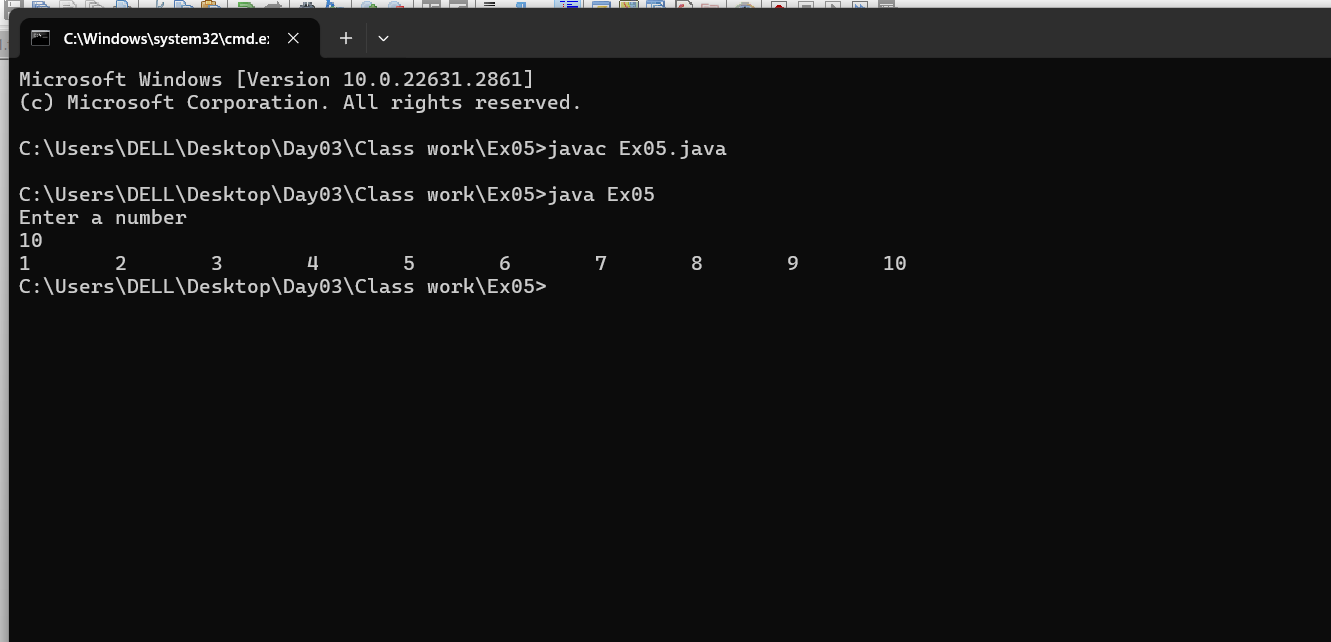 C:\Windows\system32\cmd.e
Microsoft Windows [Version 10.0.22631.2861]
(c) Microsoft Corporation. All rights reserved.
C:\Users\DELL\Desktop\Day03\Class work\Ex05>javac Ex05.java
C:\Users\DELL\Desktop\Day03\Class work\Ex05>java Ex05
Enter a number
10
1 2 3 4 5 6 7 8 9 10
C:\Users\DELL\Desktop\Day03\Class work\Ex05>